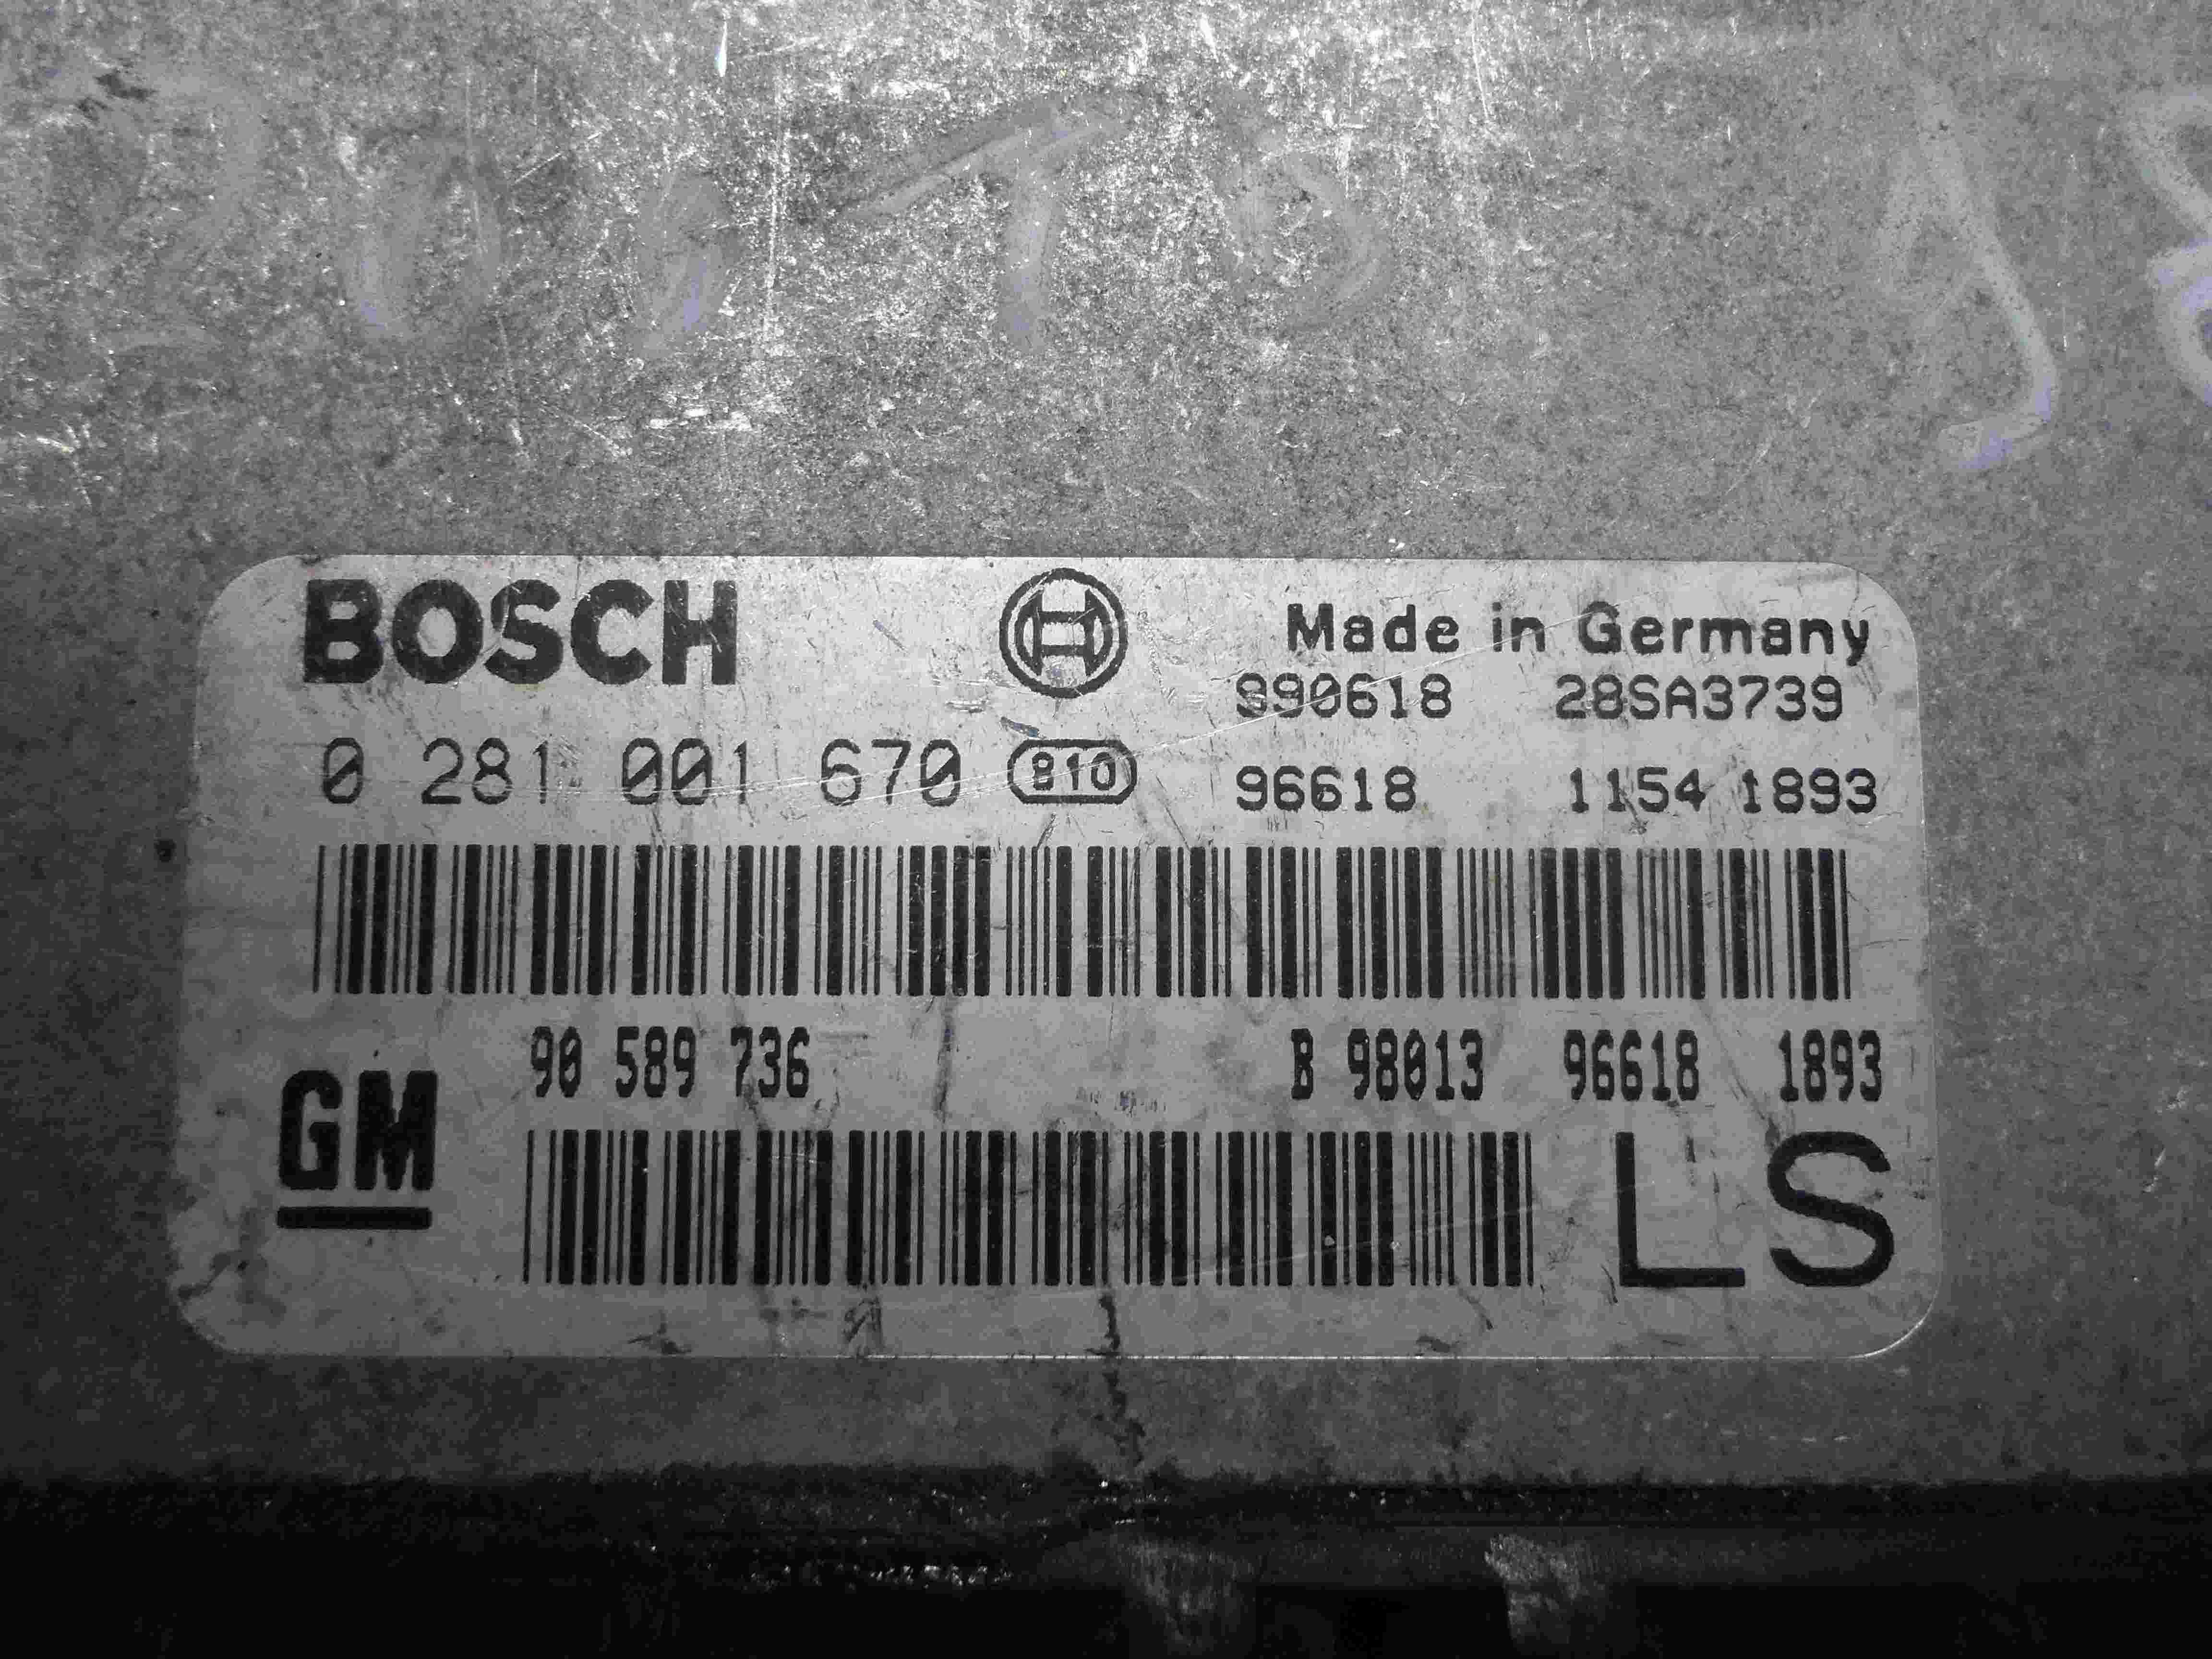 BOSCH
Made in Germany
990618 28SA3739
0 281 001 670 810
96618 1154 1893
90 589 736
B 98013 96618 1893
GM
LS